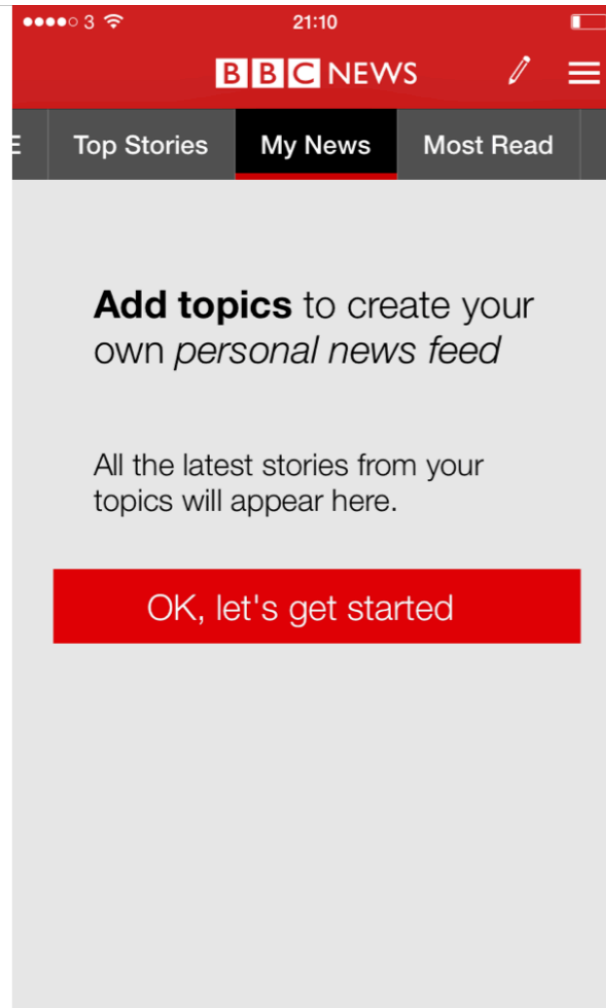 3 21:10
BBC NEWS
E Top Stories My News Most Read
Add topics to create your
own personal news feed
All the latest stories from your
topics will appear here.
OK, let's get started